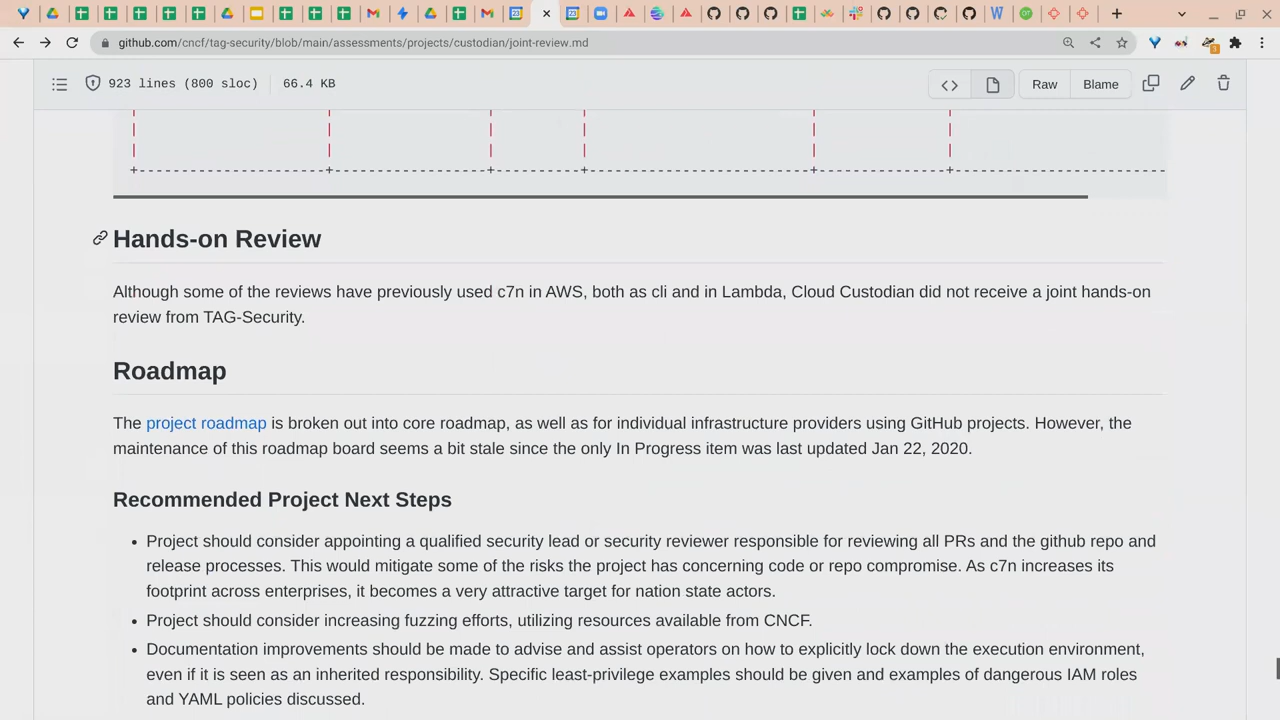 github.com/cncf/tag-security/blob/main/assessments/projects/custodian/joint-review.md
923 lines (800 sloc) 66.4 KB Raw Blame
Hands-on Review
Although some of the reviews have previously used c7n in AWS, both as cli and in Lambda, Cloud Custodian did not receive a joint hands-on
review from TAG-Security.
Roadmap
The project roadmap is broken out into core roadmap, as well as for individual infrastructure providers using GitHub projects. However, the
maintenance of this roadmap board seems a bit stale since the only In Progress item was last updated Jan 22, 2020.
Recommended Project Next Steps
• Project should consider appointing a qualified security lead or security reviewer responsible for reviewing all PRs and the github repo and
release processes. This would mitigate some of the risks the project has concerning code or repo compromise. As c7n increases its
footprint across enterprises, it becomes a very attractive target for nation state actors.
• Project should consider increasing fuzzing efforts, utilizing resources available from CNCF.
• Documentation improvements should be made to advise and assist operators on how to explicitly lock down the execution environment,
even if it is seen as an inherited responsibility. Specific least-privilege examples should be given and examples of dangerous IAM roles
and YAML policies discussed.